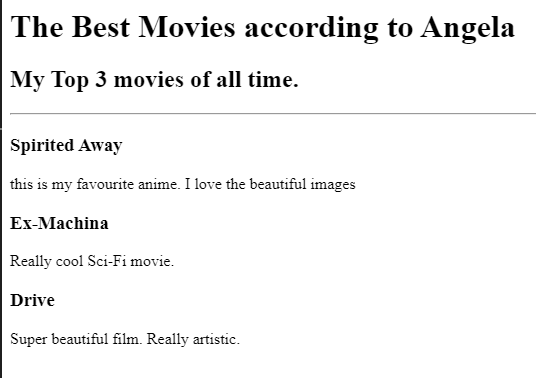 The Best Movies according to Angela
My Top 3 movies of all time.
Spirited Away
this is my favourite anime. I love the beautiful images
Ex-Machina
Really cool Sci-Fi movie.
Drive
Super beautiful film. Really artistic.